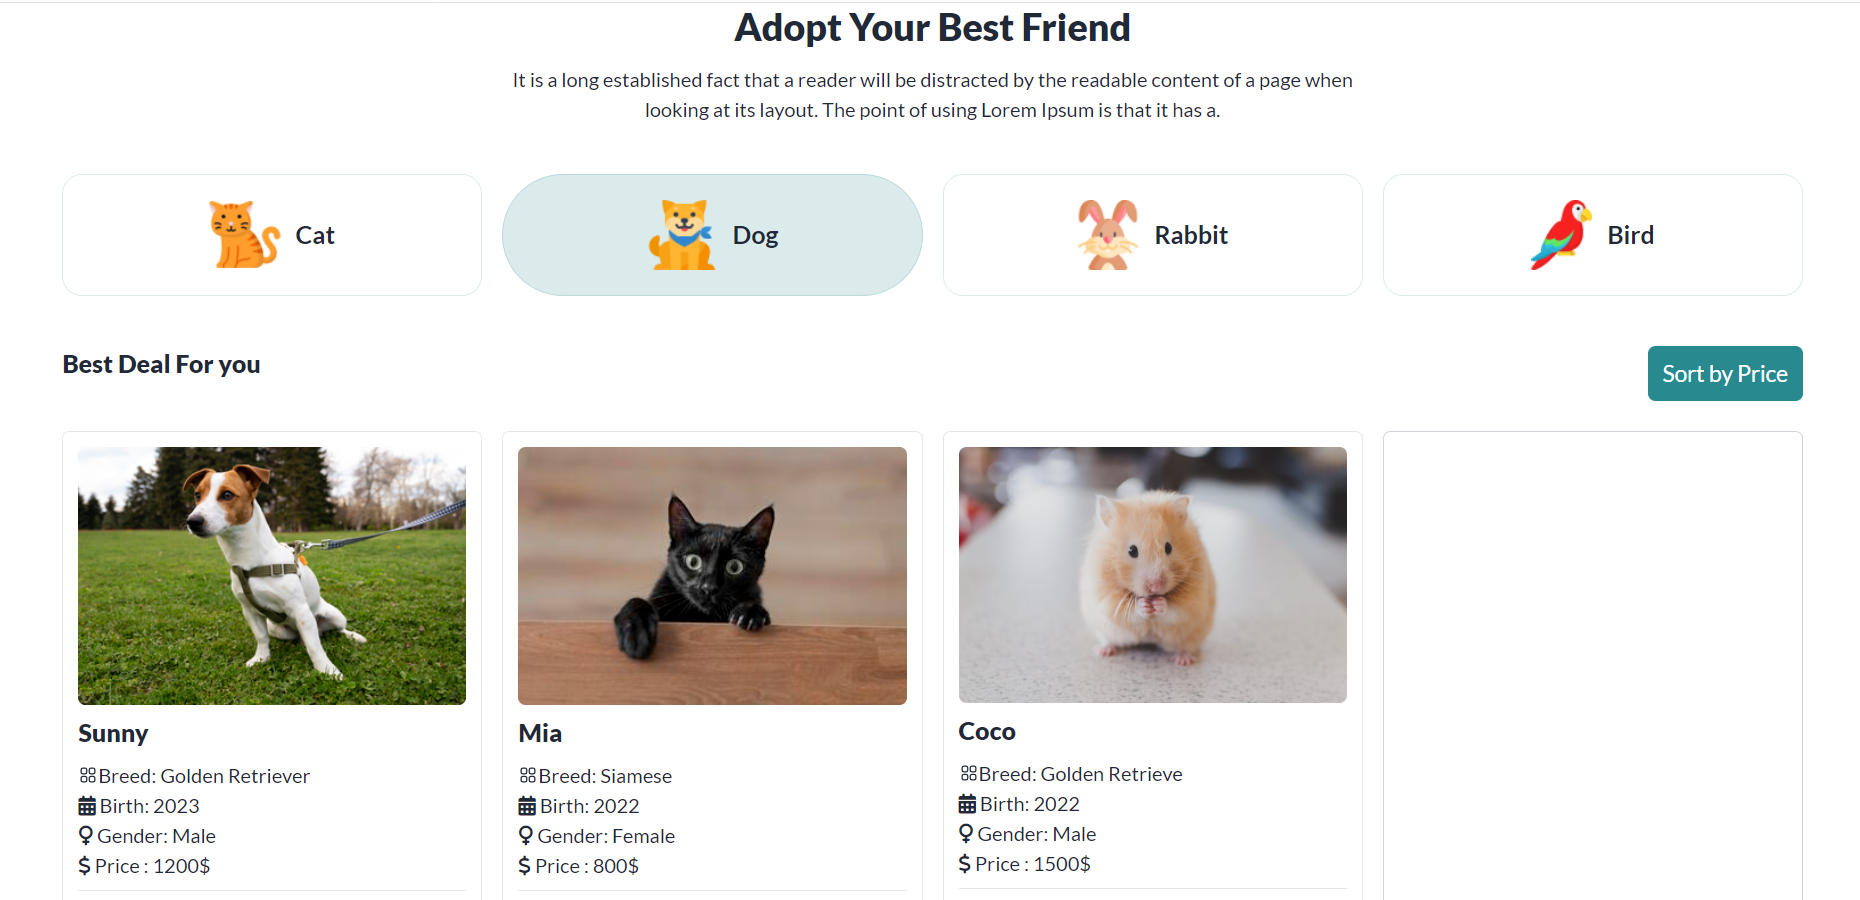 Adopt Your Best Friend
It is a long established fact that a reader will be distracted by the readable content of a page when
looking at its layout. The point of using Lorem Ipsum is that it has a.
Cat
Dog
Rabbit
Bird
Best Deal For you
Sort by Price
Sunny
Breed: Golden Retriever
Birth: 2023
Gender: Male
Price : 1200$
Mia
Breed: Siamese
Birth: 2022
Gender: Female
Price : 800$
Coco
Breed: Golden Retrieve
Birth: 2022
Gender: Male
Price : 1500$